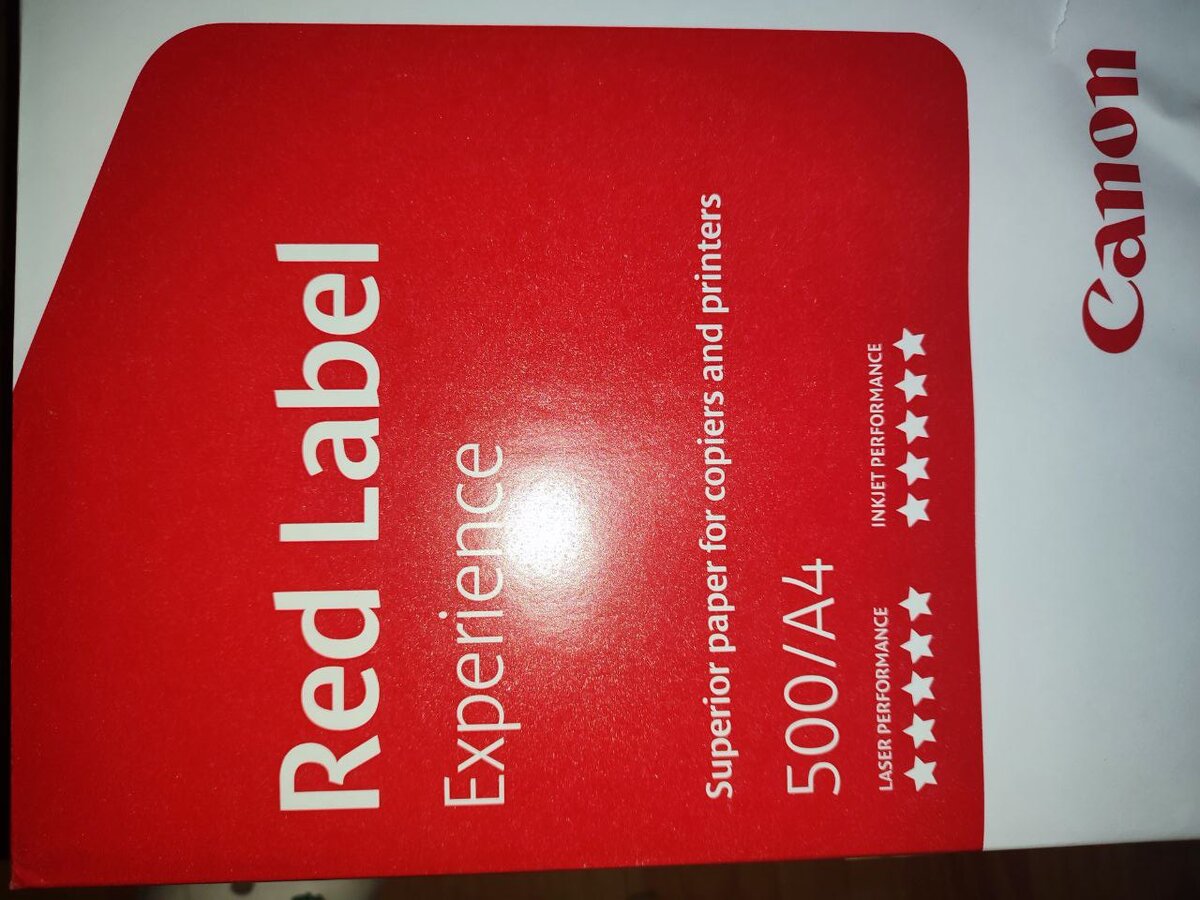 Red Label
Experience
Superior paper for copiers and printers
500/A4
LASER PERFORMANCE
INKJET PERFORMANCE
Canon